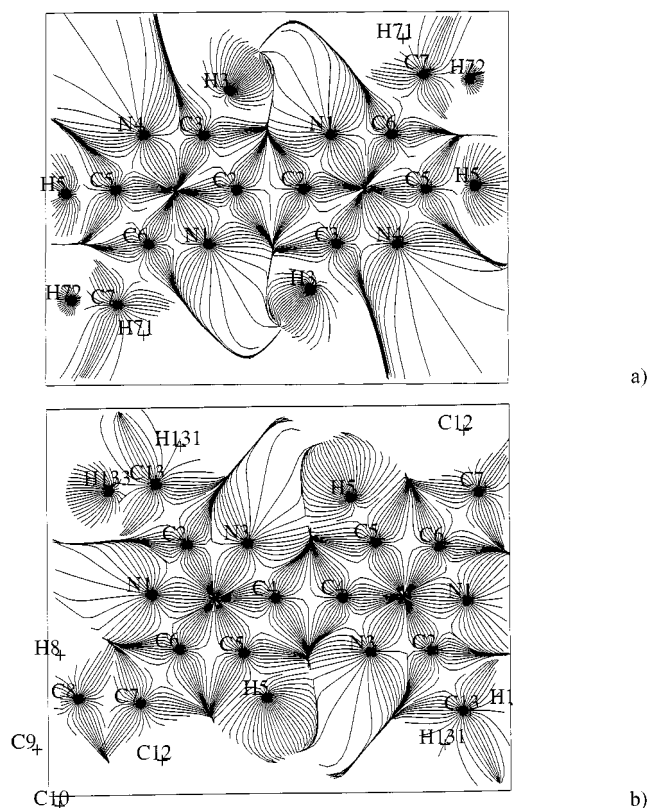 H71
C7
H72
H3
N4 C3 N1 C6
H5 C5 C2 C2 C5 H5
C6 N1 C3 N4
H72
C7
H3
H71
a)
C12
H131
H133 C13 H5 C7
C2 N3 C5 C6
N1 C4 C4 N1
H8 C6 C5 N3 C2
C8 C7 H5 C13 H1
C9 C12 H131
C10
b)